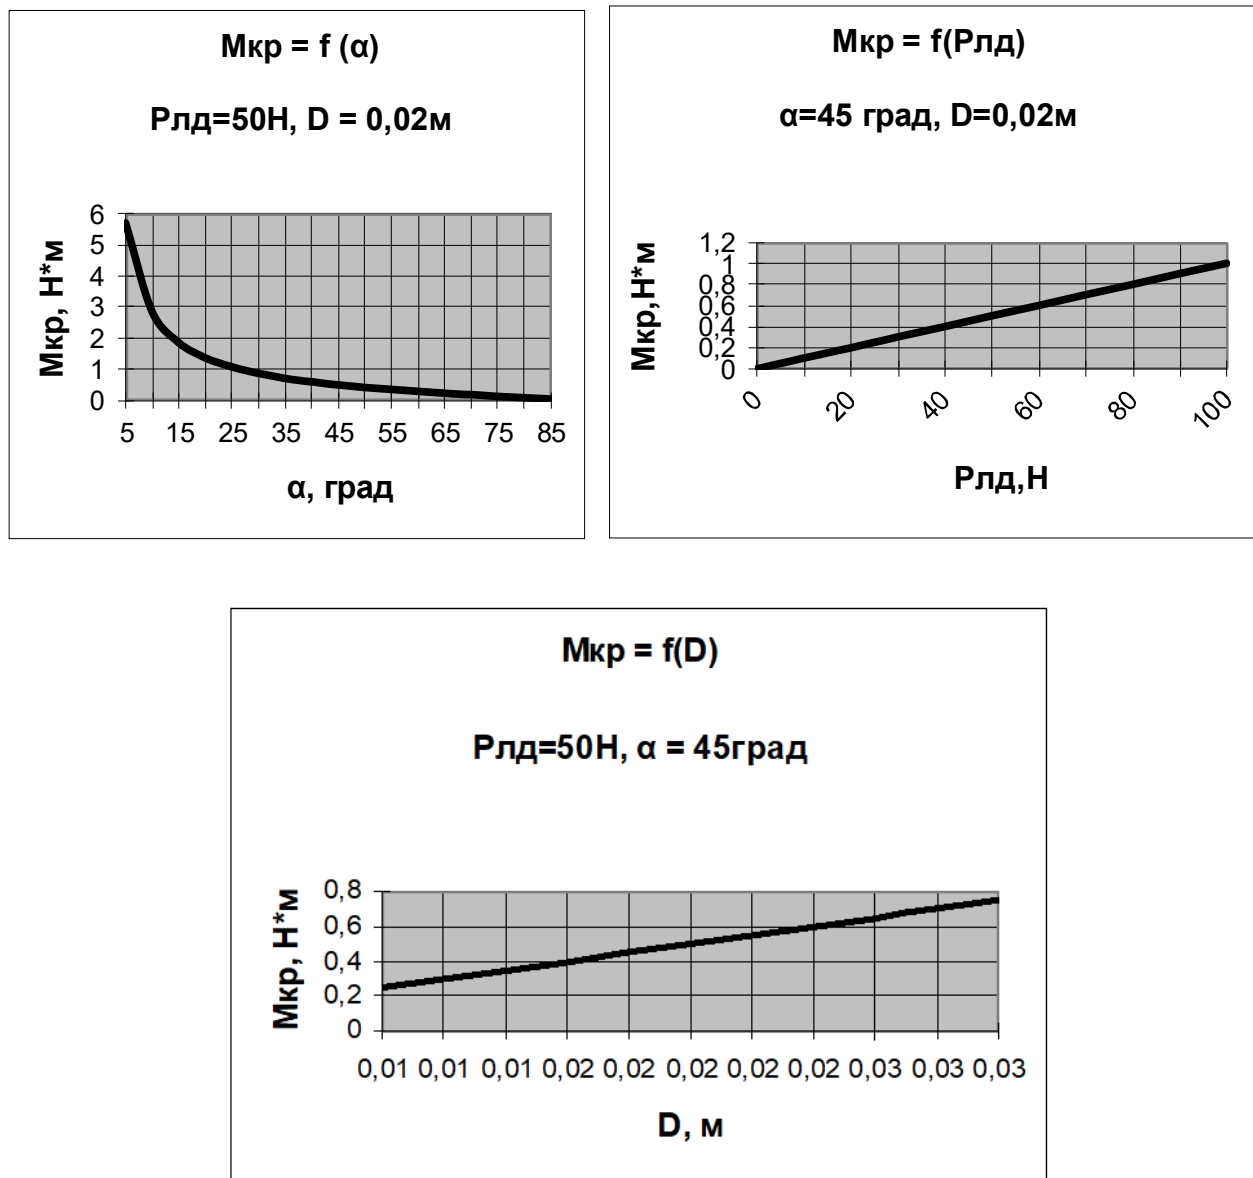 Мкр = f (α)
Рлд=50Н, D = 0,02м
Мкр, Н*м
6
5
4
3
2
1
0
5 15 25 35 45 55 65 75 85
α, град
Мкр = f(Рлд)
α=45 град, D=0,02м
Мкр,Н*м
1,2
1
0,8
0,6
0,4
0,2
0
0 20 40 60 80 100
Рлд,Н
Мкр = f(D)
Рлд=50Н, α = 45град
Мкр, Н*м
0,8
0,6
0,4
0,2
0
0,01 0,01 0,01 0,02 0,02 0,02 0,02 0,02 0,03 0,03 0,03
D, м